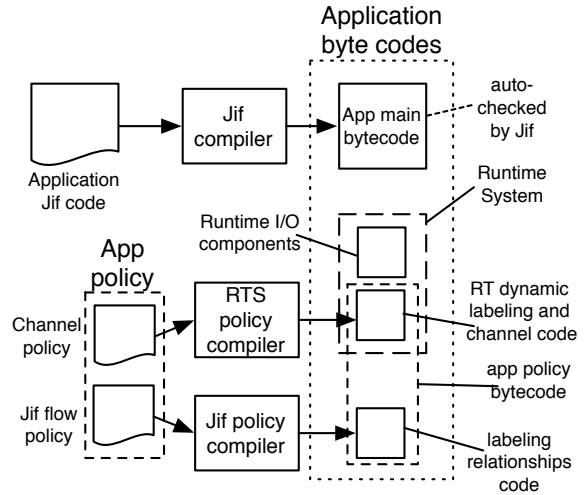 Application
byte codes
Jif
compiler
App main
bytecode
auto-
checked
by Jif
Application
Jif code
Runtime
System
Runtime I/O
components
App
policy
RTS
policy
compiler
RT dynamic
labeling and
channel code
Channel
policy
app policy
bytecode
Jif flow
policy
Jif policy
compiler
labeling
relationships
code